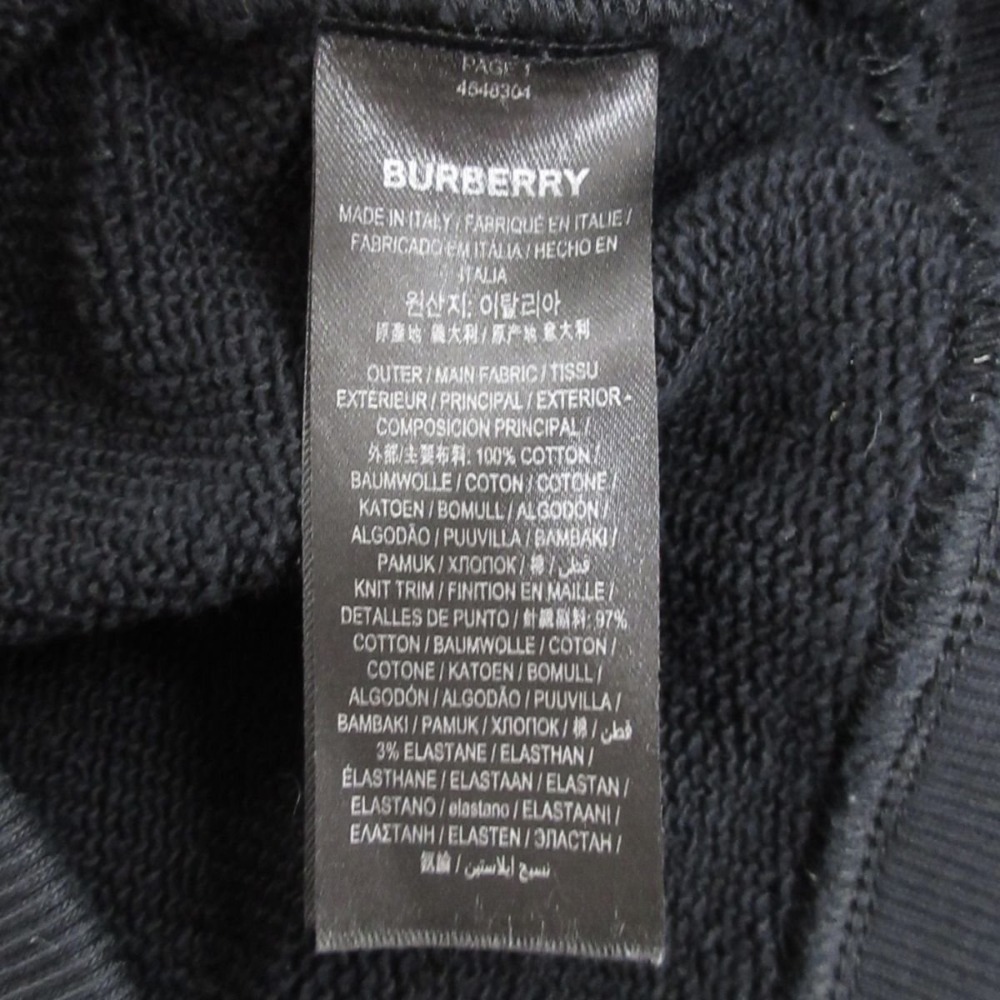 PAGE 1
4548304
BURBERRY
MADE IN ITALY / FABRIQUÉ EN ITALIE /
FABRICADO EM ITÁLIA / HECHO EN
ITALIA
원산지: 이탈리아
原產地 義大利 / 原产地 意大利
OUTER / MAIN FABRIC / TISSU
EXTÉRIEUR / PRINCIPAL / EXTERIOR -
COMPOSICION PRINCIPAL /
外部/主要布料: 100% COTTON
BAUMWOLLE / COTON / COTONE /
KATOEN / BOMULL / ALGODÓN /
ALGODÃO / PUUVILLA / BAMBAKI /
PAMUK / ХЛОПОК / 棉 / قطن /
KNIT TRIM / FINITION EN MAILLE /
DETALLES DE PUNTO / 針織副料: 97%
COTTON / BAUMWOLLE / COTON /
COTONE / KATOEN / BOMULL /
ALGODÓN / ALGODÃO / PUUVILLA /
BAMBAKI / PAMUK / ХЛОПОК / 棉 / قطن
3% ELASTANE / ELASTHAN /
ÉLASTHANE / ELASTAAN / ELASTAN /
ELASTANO / elastano / ELASTAANI /
ΕΛΑΣΤΑΝΗ / ELASTEN / ЭЛАСТАН /
氨綸 / نسيج إيلاستين